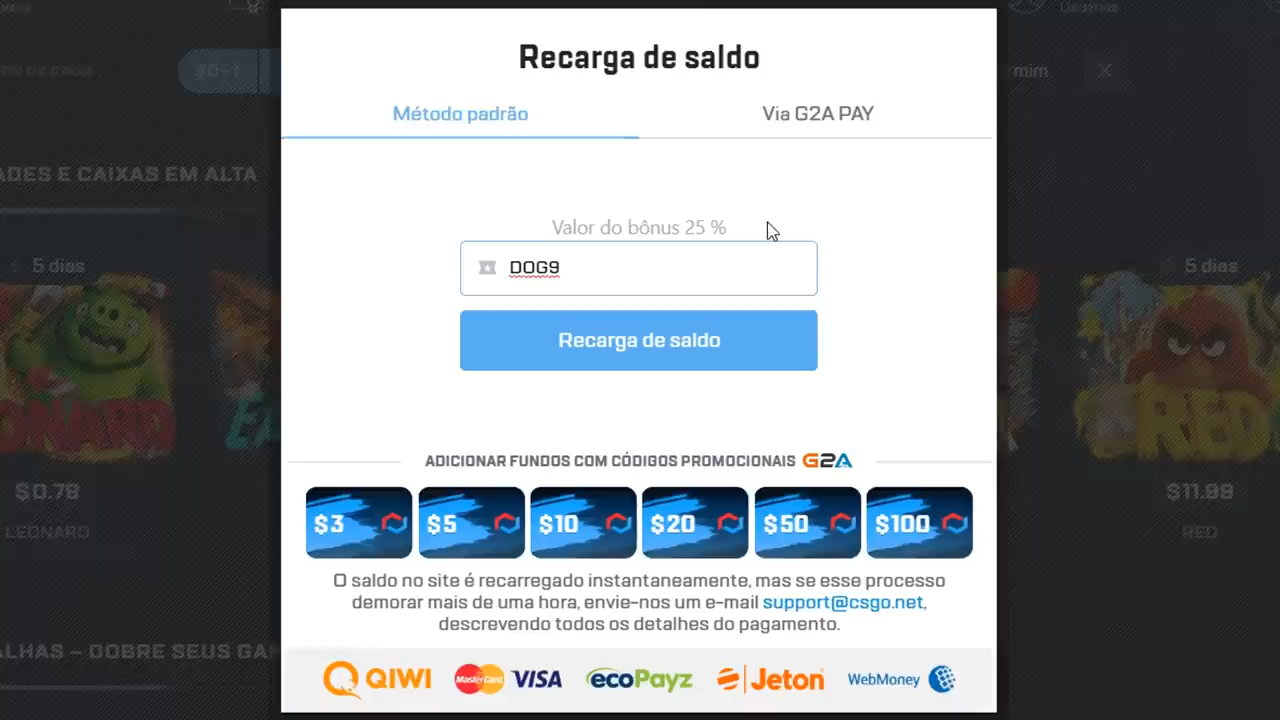 Recarga de saldo
Método padrão
Via G2A PAY
mim
ADES E CAIXAS EM ALTA
Valor do bônus 25 %
DOG9
5 dias
5 dias
Recarga de saldo
RED
ADICIONAR FUNDOS COM CÓDIGOS PROMOCIONAIS G2A
$0.79
LEONARD
$11.99
RED
$3
$5
$10
$20
$50
$100
O saldo no site é recarregado instantaneamente, mas se esse processo
demorar mais de uma hora, envie-nos um e-mail support@csgo.net,
descrevendo todos os detalhes do pagamento.
ALHAS – DOBRE SEUS GA
QIWI
MasterCard
VISA
ecoPayz
Jeton
WebMoney